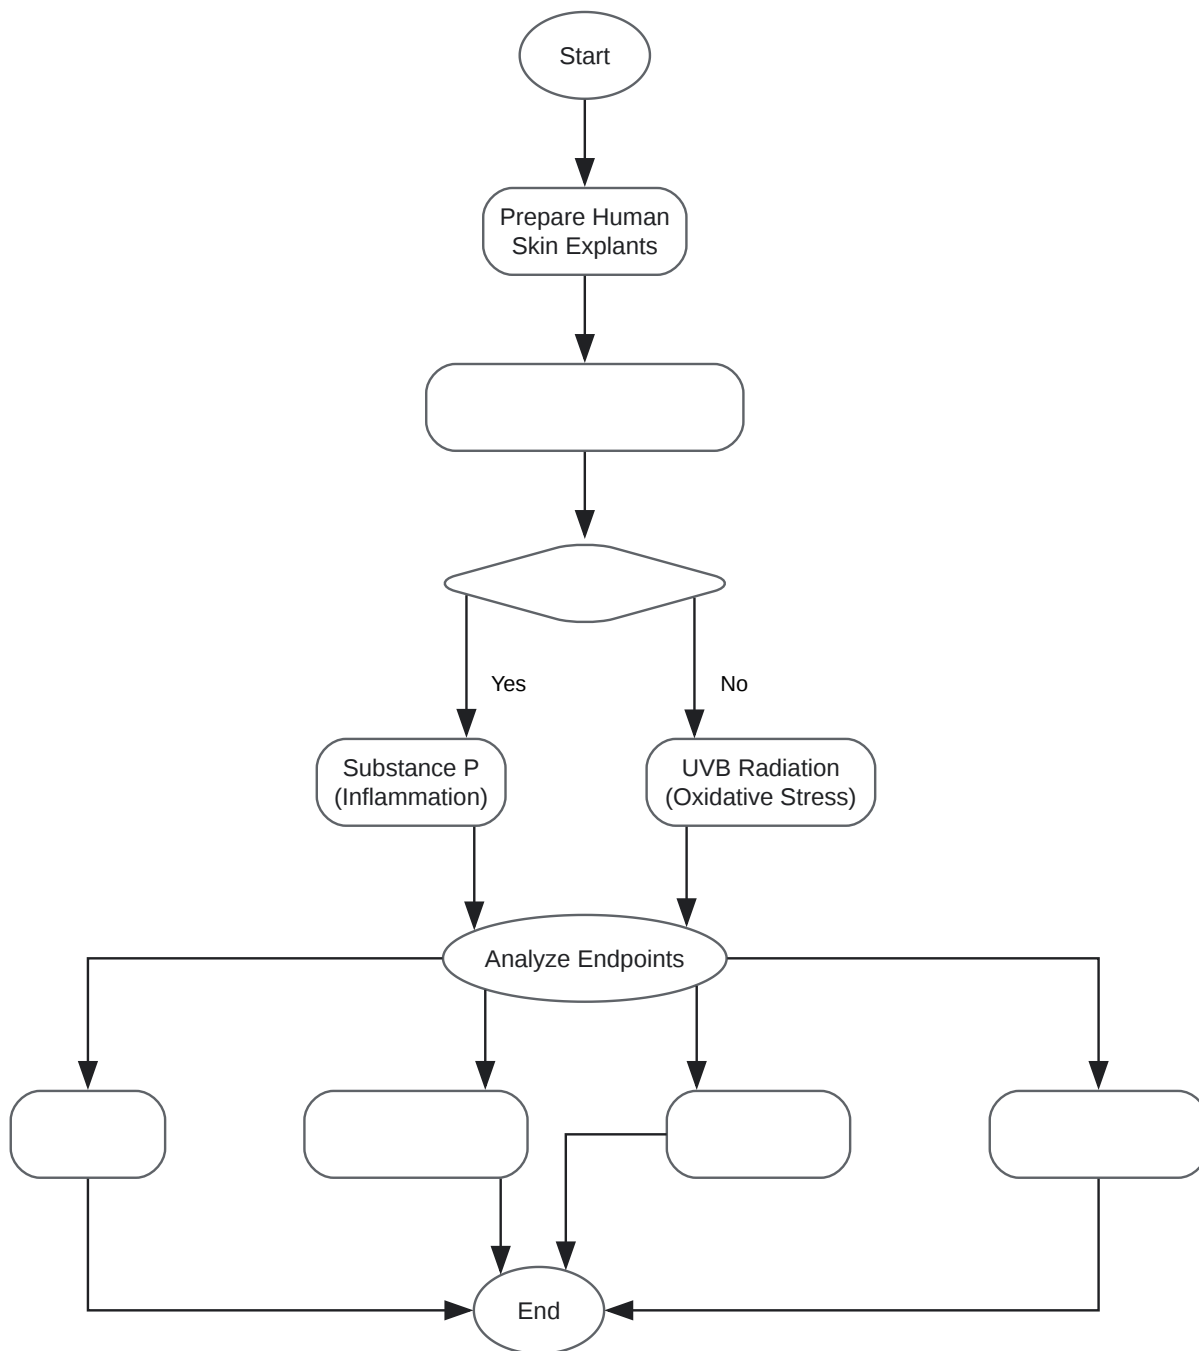 Start
Prepare Human
Skin Explants
Yes
No
Substance P
(Inflammation)
UVB Radiation
(Oxidative Stress)
Analyze Endpoints
End